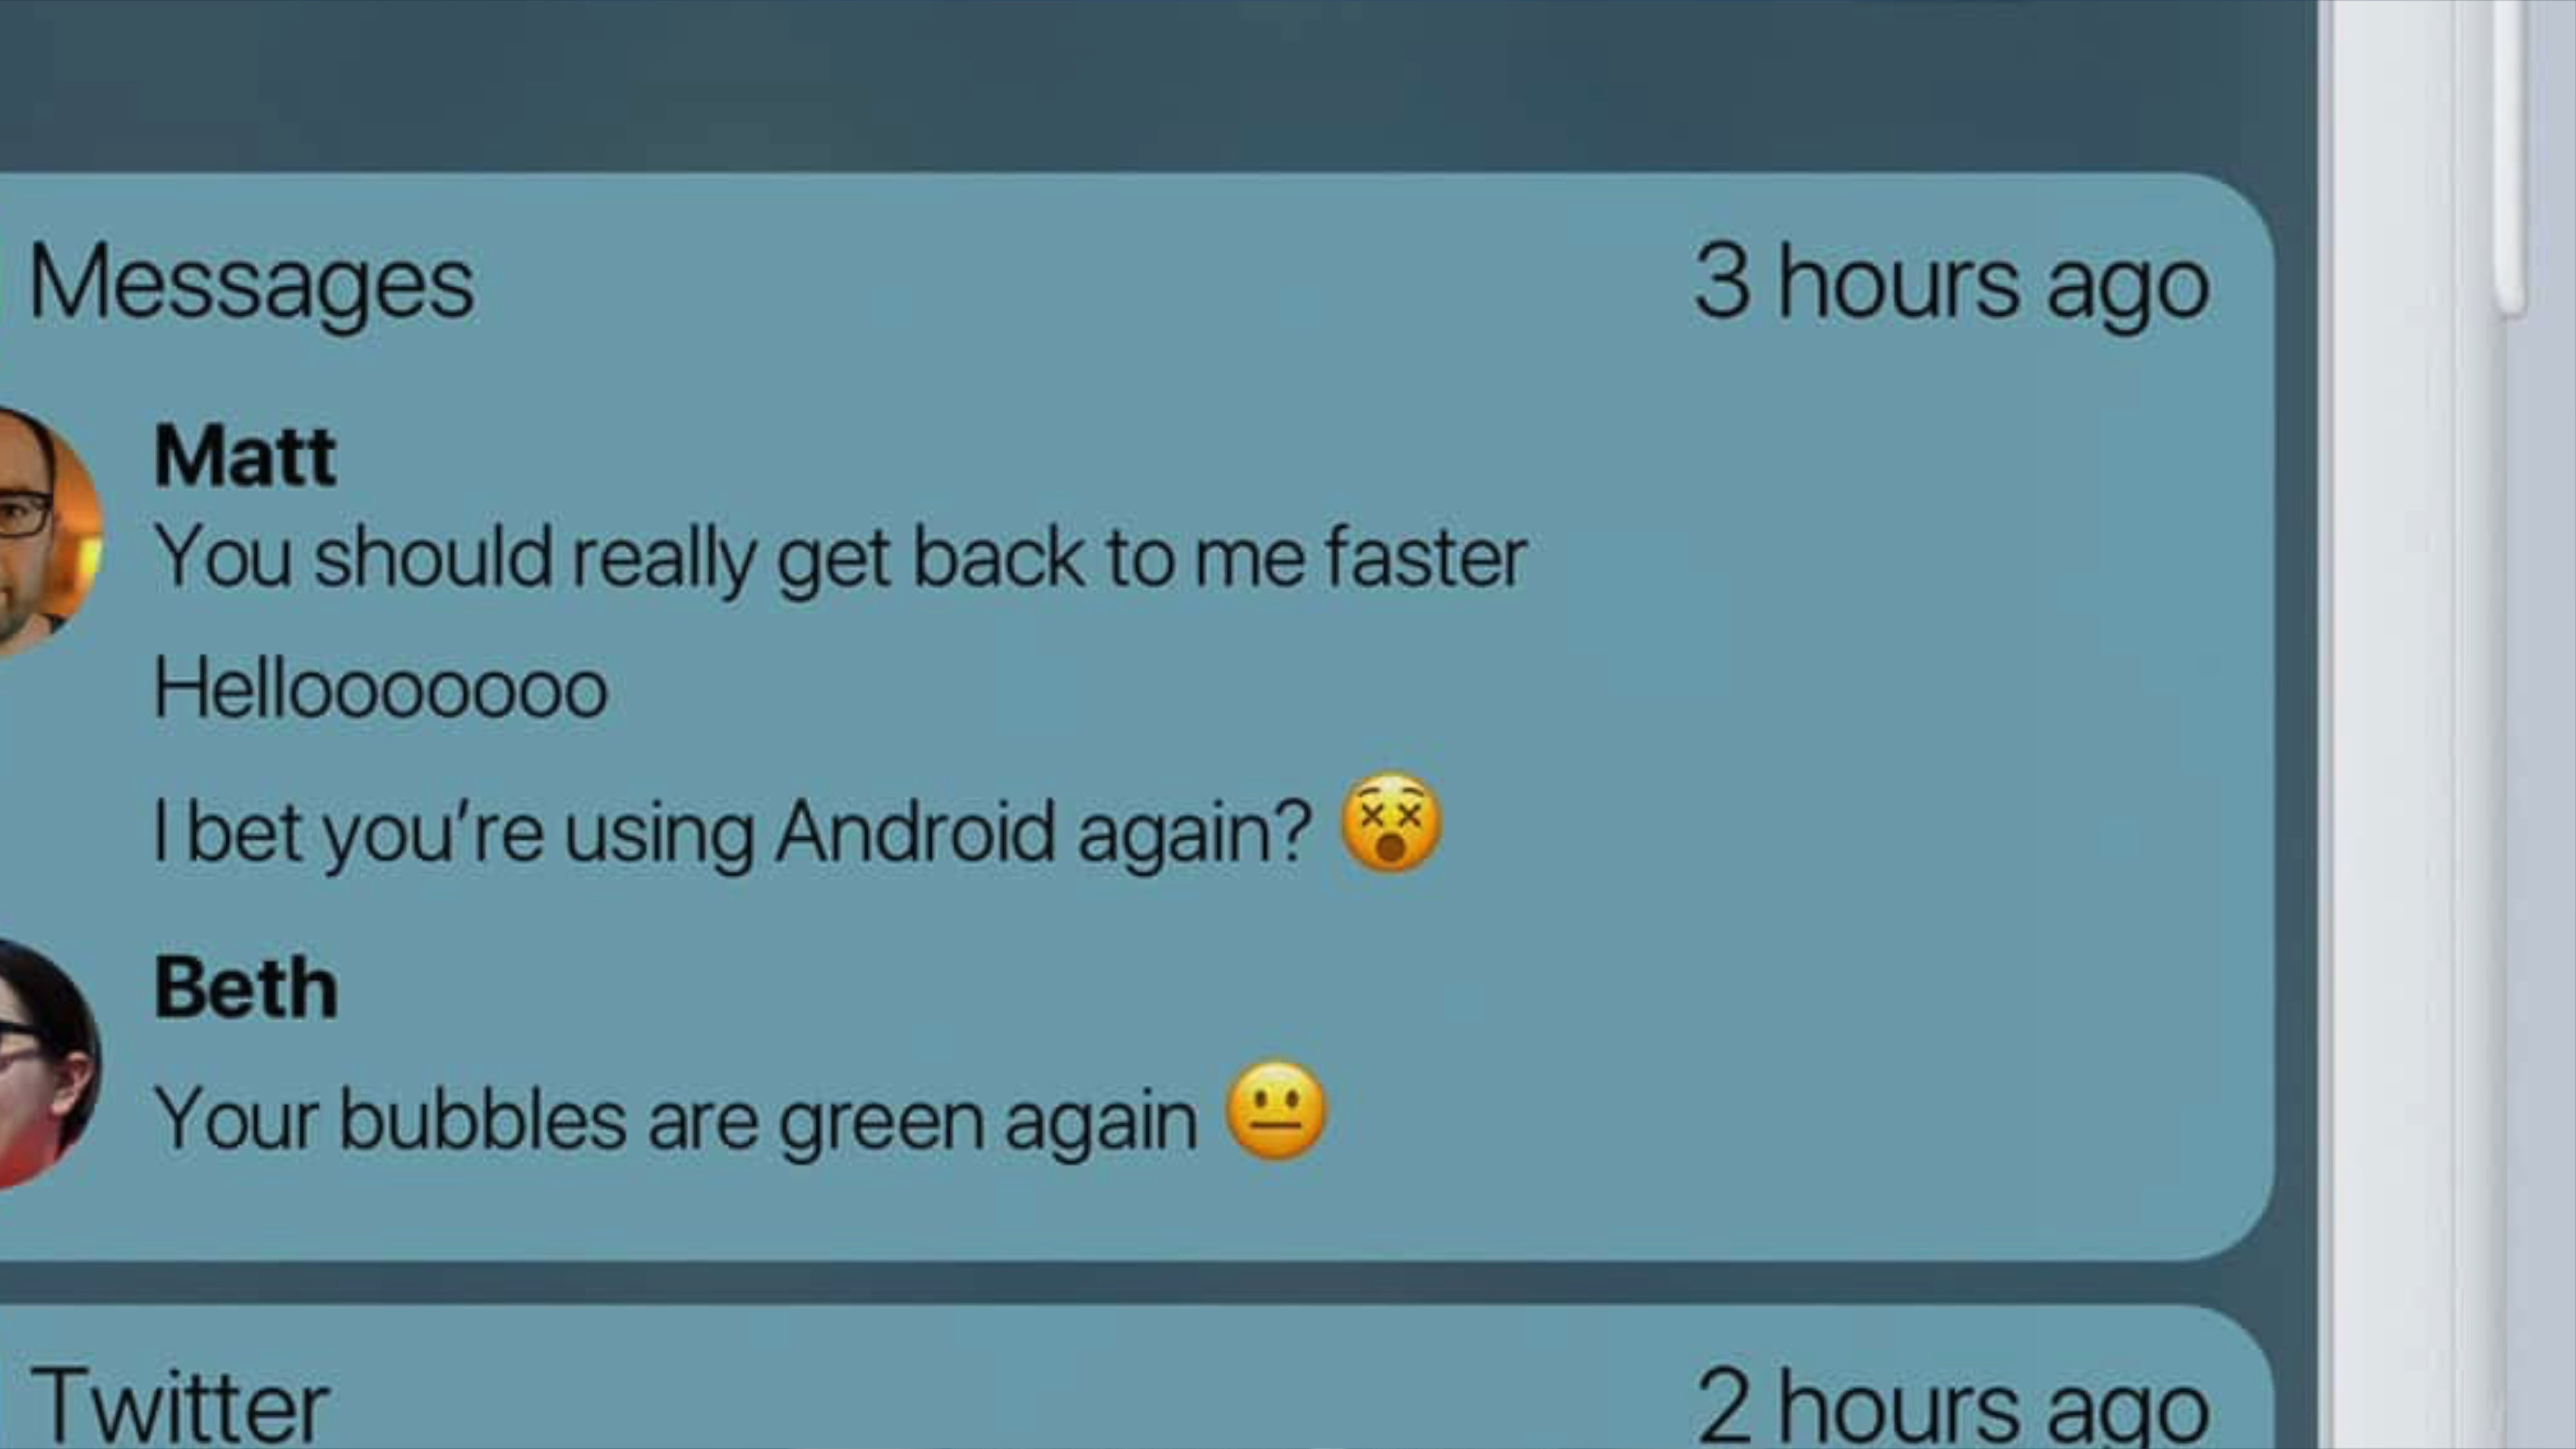 Messages 3 hours ago
Matt
You should really get back to me faster
Hellooooooo
I bet you’re using Android again? 😵
Beth
Your bubbles are green again 😐
Twitter 2 hours ago